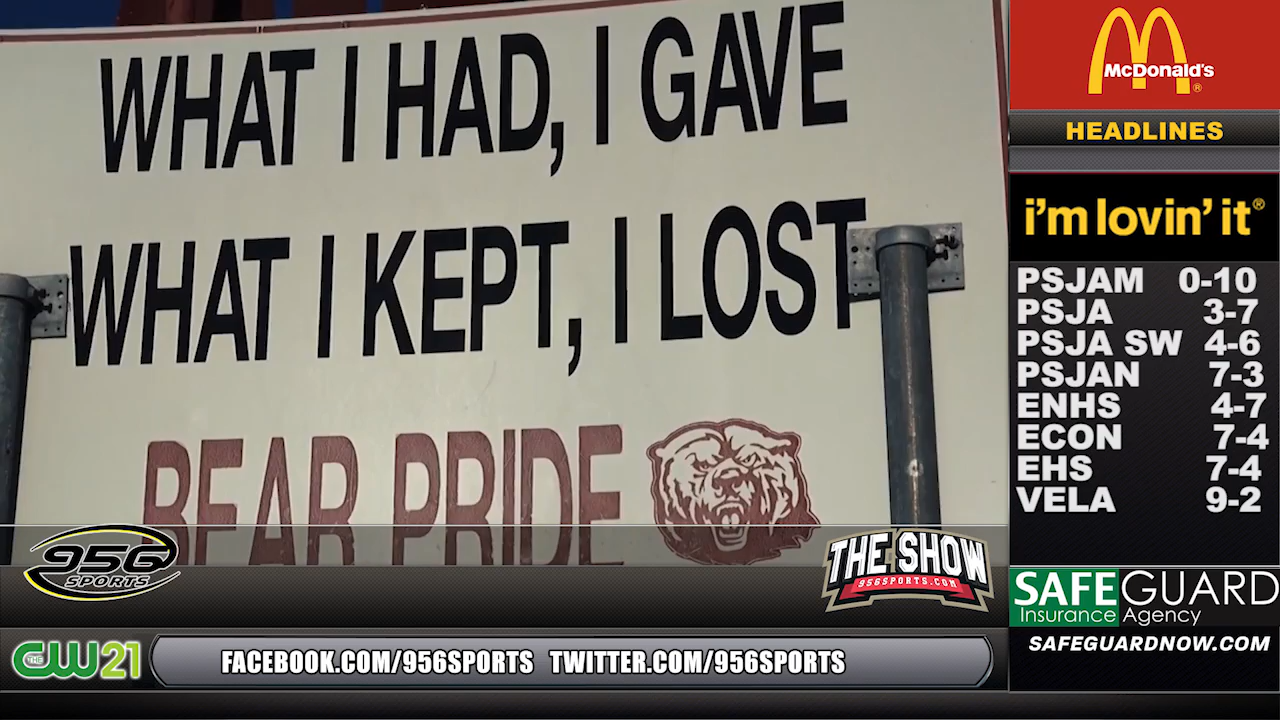 WHAT I HAD, I GAVE
WHAT I KEPT, I LOST
BEAR PRIDE
956
SPORTS
THE SHOW
956SPORTS.COM
THE CW21
FACEBOOK.COM/956SPORTS TWITTER.COM/956SPORTS
McDonald's®
HEADLINES
i'm lovin' it®
PSJAM 0-10
PSJA 3-7
PSJA SW 4-6
PSJAN 7-3
ENHS 4-7
ECON 7-4
EHS 7-4
VELA 9-2
SAFEGUARD
Insurance Agency
SAFEGUARDNOW.COM